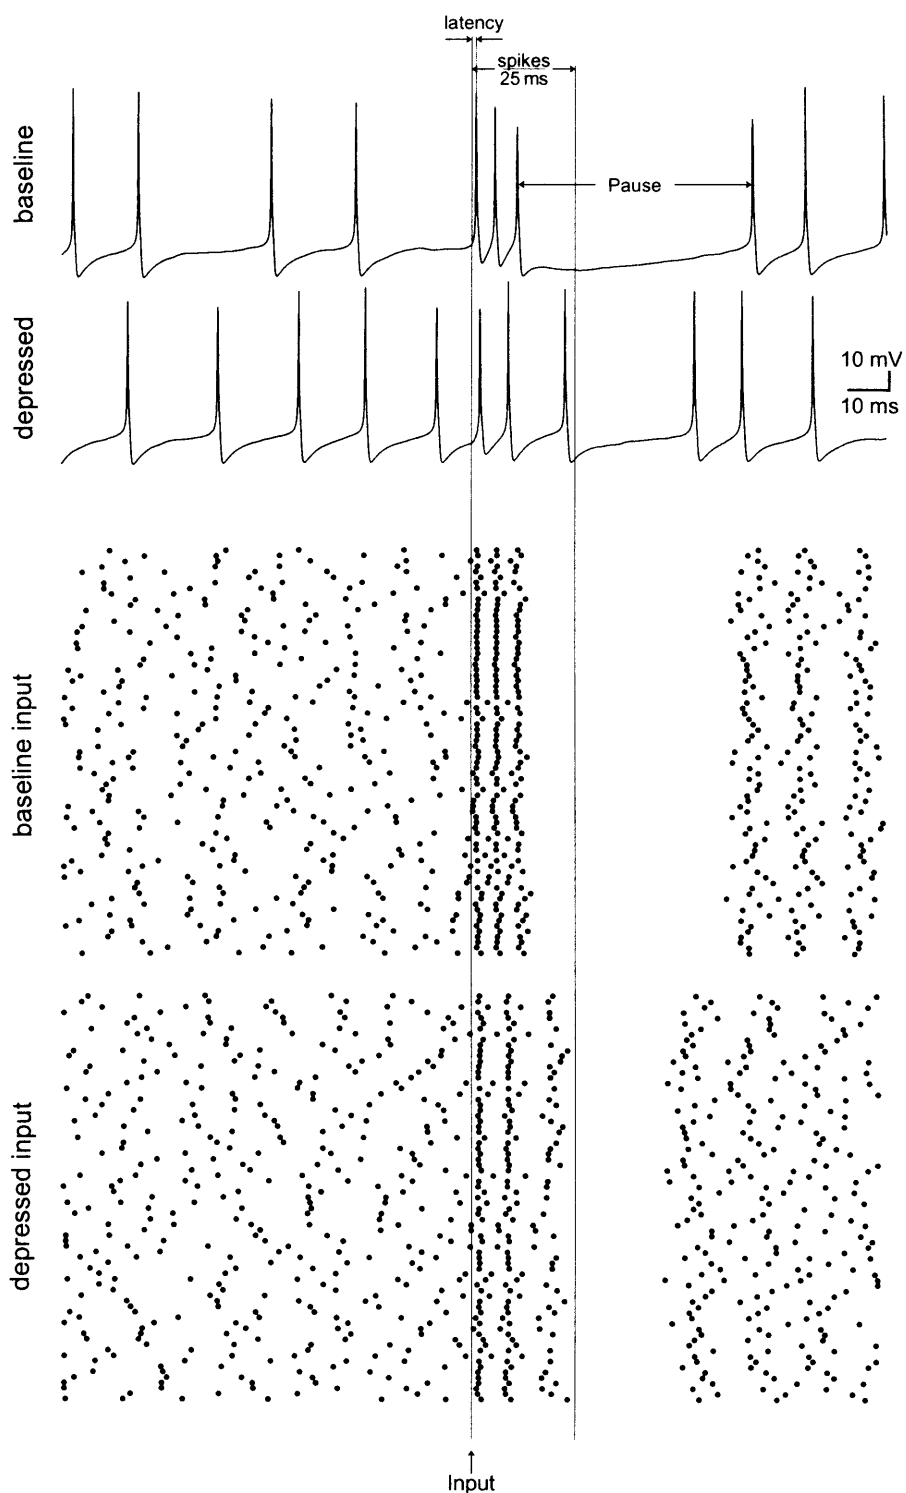 latency
spikes
25 ms
baseline
Pause
depressed
10 mV
10 ms
baseline input
depressed input
Input